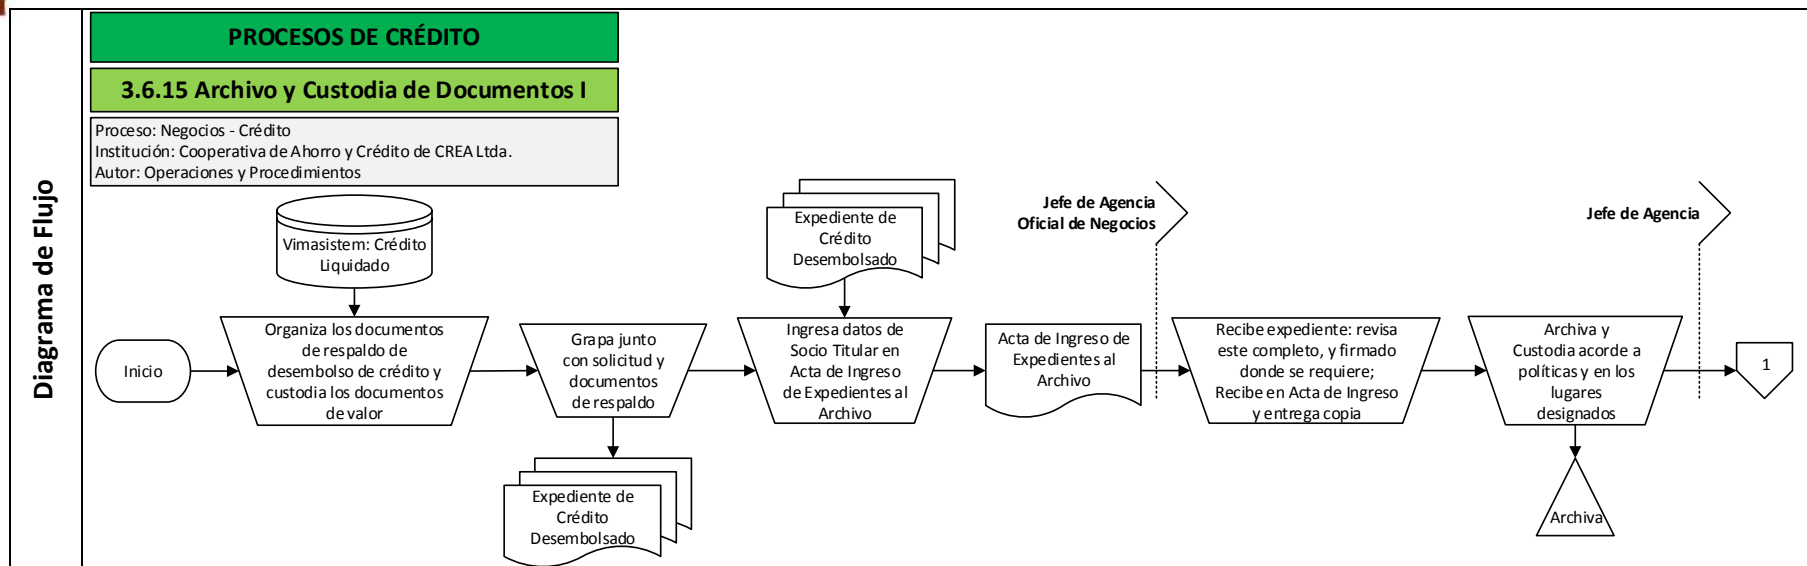 Diagrama de Flujo
PROCESOS DE CRÉDITO
3.6.15 Archivo y Custodia de Documentos I
Proceso: Negocios - Crédito
Institución: Cooperativa de Ahorro y Crédito de CREA Ltda.
Autor: Operaciones y Procedimientos
Inicio
Vimasistem: Crédito
Liquidado
Organiza los documentos
de respaldo de
desembolso de crédito y
custodia los documentos
de valor
Grapa junto
con solicitud y
documentos
de respaldo
Expediente de
Crédito
Desembolsado
Expediente de
Crédito
Desembolsado
Ingresa datos de
Socio Titular en
Acta de Ingreso
de Expedientes al
Archivo
Acta de Ingreso de
Expedientes al
Archivo
Jefe de Agencia
Oficial de Negocios
Recibe expediente: revisa
este completo, y firmado
donde se requiere;
Recibe en Acta de Ingreso
y entrega copia
Jefe de Agencia
Archiva y
Custodia acorde a
políticas y en los
lugares
designados
Archiva
1